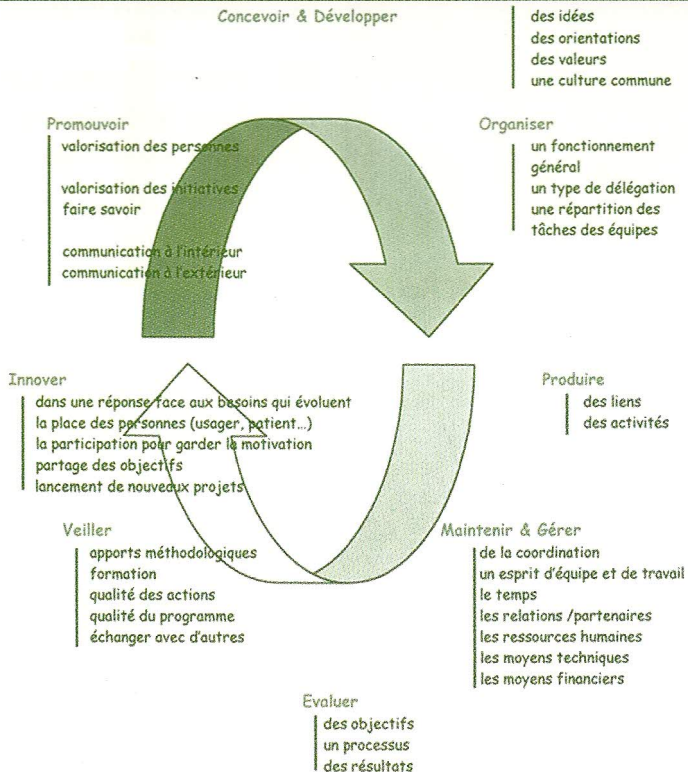 Concevoir & Développer
des idées
des orientations
des valeurs
une culture commune
Promouvoir
valorisation des personnes
valorisation des initiatives
faire savoir
communication à l'intérieur
communication à l'extérieur
Organiser
un fonctionnement
général
un type de délégation
une répartition des
tâches des équipes
Innover
dans une réponse face aux besoins qui évoluent
la place des personnes (usager, patient...)
la participation pour garder la motivation
partage des objectifs
lancement de nouveaux projets
Produire
des liens
des activités
Veiller
apports méthodologiques
formation
qualité des actions
qualité du programme
échanger avec d'autres
Maintenir & Gérer
de la coordination
un esprit d'équipe et de travail
le temps
les relations /partenaires
les ressources humaines
les moyens techniques
les moyens financiers
Evaluer
des objectifs
un processus
des résultats